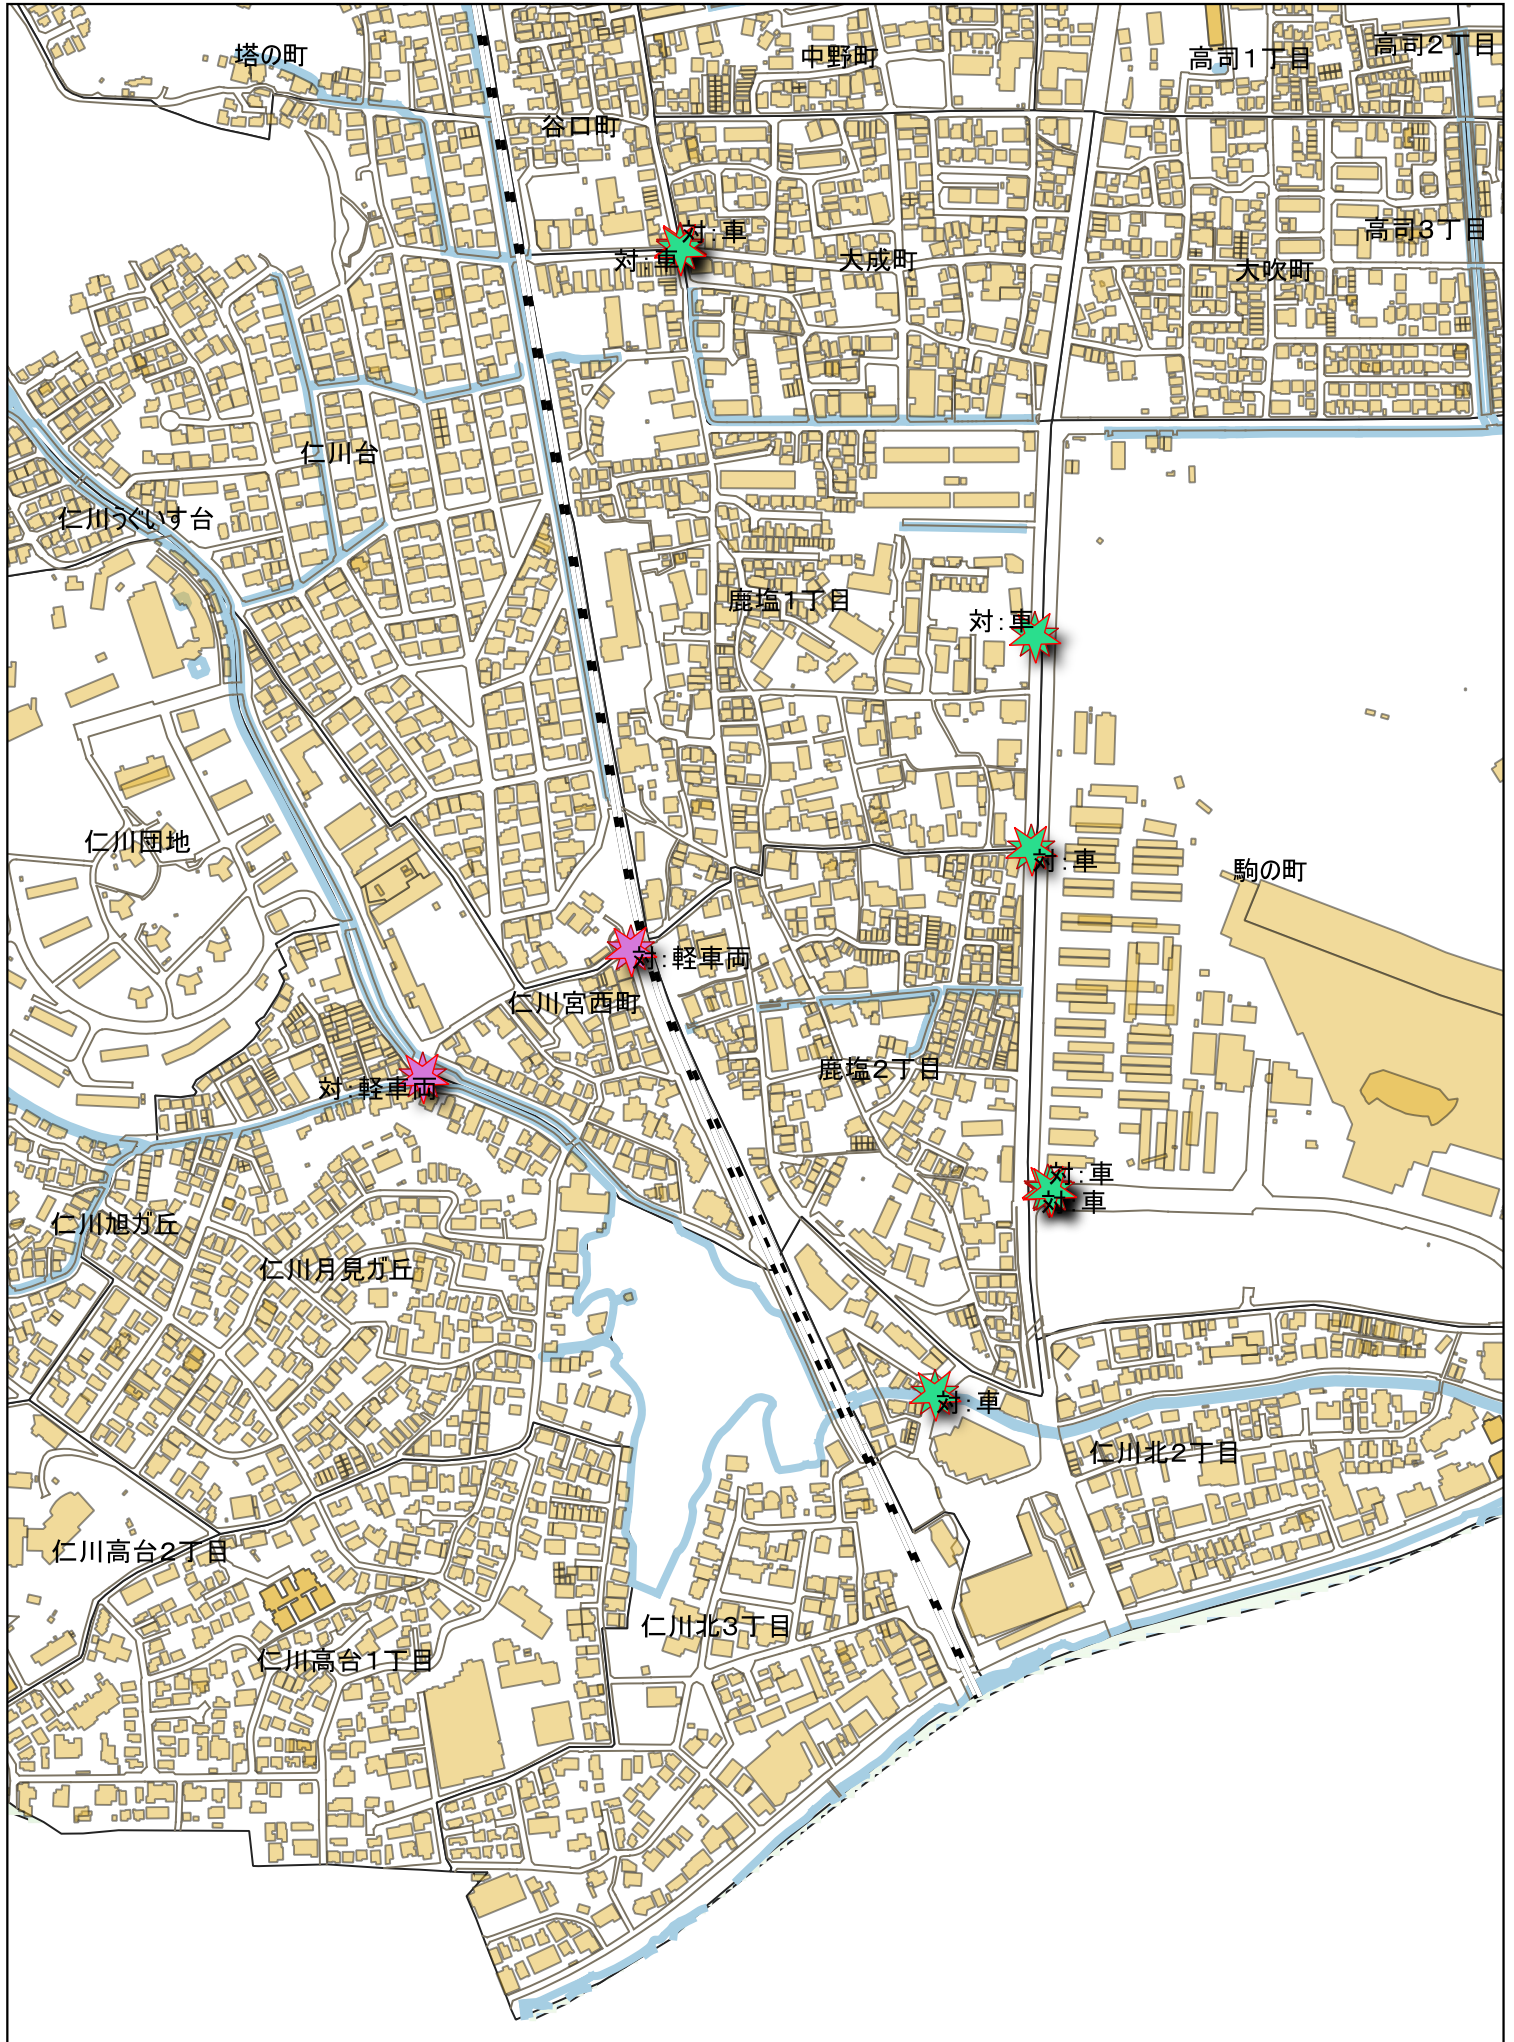 高司2丁目
塔の町
中野町
高司1丁目
谷口町
対:車
高司3丁目
対:車
大成町
大吹町
仁川台
仁川うぐいす台
鹿塩1丁目
対:車
仁川団地
対:車
駒の町
対:軽車両
仁川宮西町
鹿塩2丁目
対:軽車両
対:車
対:車
仁川旭ガ丘
仁川月見ガ丘
対:車
仁川北2丁目
仁川高台2丁目
仁川北3丁目
仁川高台1丁目